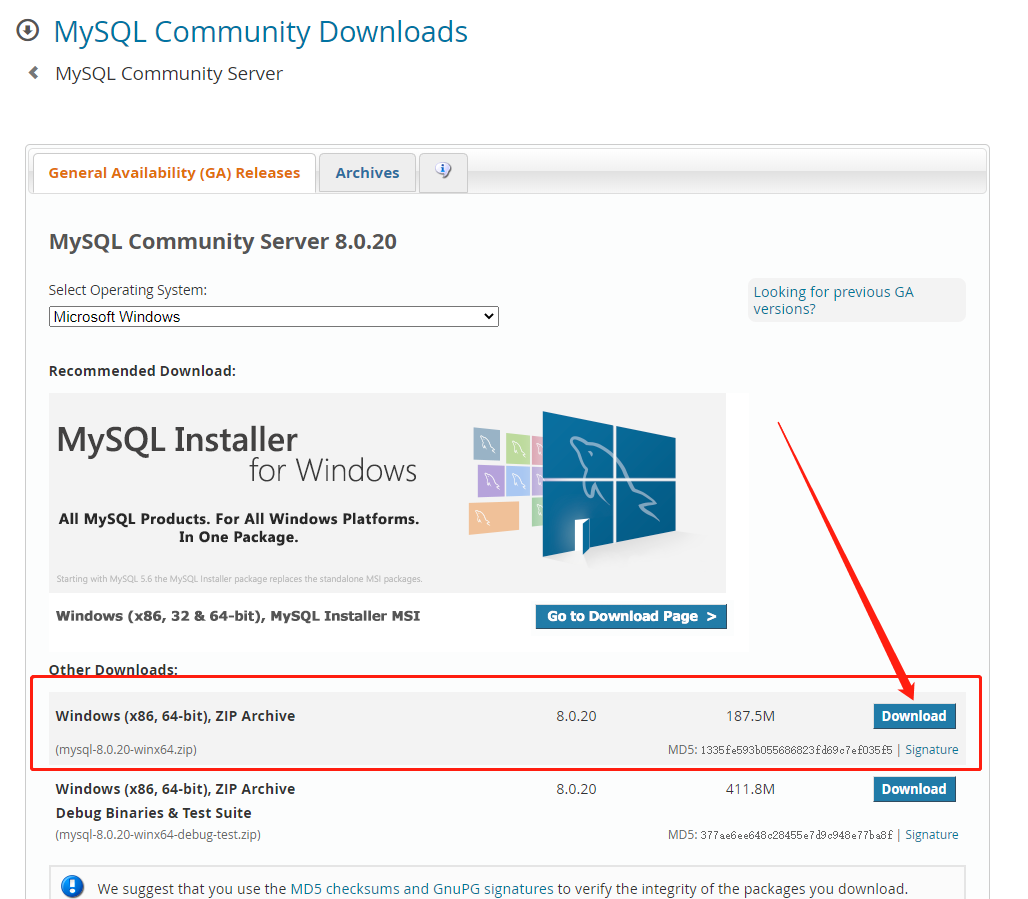 MySQL Community Downloads
MySQL Community Server
General Availability (GA) Releases
Archives
MySQL Community Server 8.0.20
Select Operating System:
Looking for previous GA
versions?
Microsoft Windows
Recommended Download:
MySQL Installer
for Windows
All MySQL Products. For All Windows Platforms.
In One Package.
Starting with MySQL 5.6 the MySQL Installer package replaces the standalone MSI packages.
Windows (x86, 32 & 64-bit), MySQL Installer MSI
Go to Download Page >
Other Downloads:
Windows (x86, 64-bit), ZIP Archive 8.0.20 187.5M Download
(mysql-8.0.20-winx64.zip) MD5: 1335fe593b055686823fd69c7ef035f5 | Signature
Windows (x86, 64-bit), ZIP Archive 8.0.20 411.8M Download
Debug Binaries & Test Suite
(mysql-8.0.20-winx64-debug-test.zip) MD5: 377ae6ee648c28455e7d9c948e77ba8f | Signature
We suggest that you use the MD5 checksums and GnuPG signatures to verify the integrity of the packages you download.